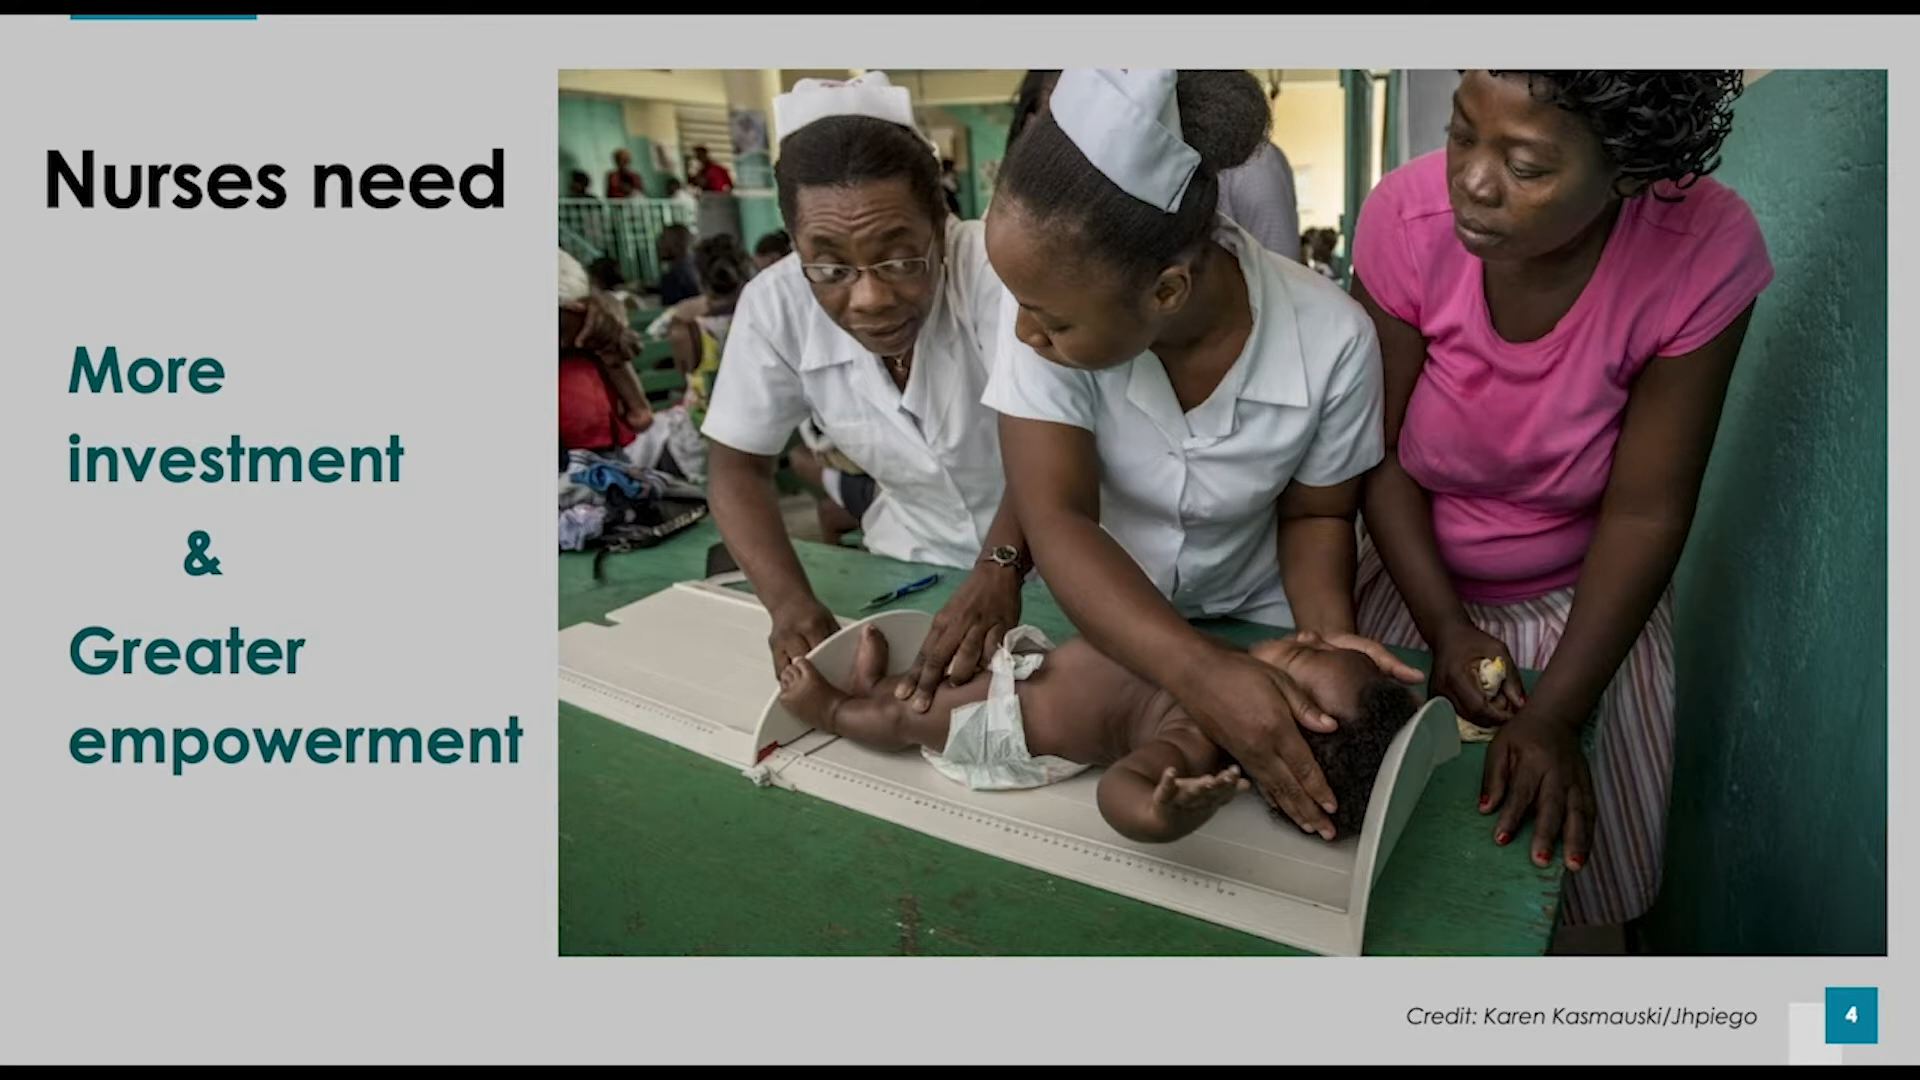 Nurses need
More
investment
&
Greater
empowerment
Credit: Karen Kasmauski/Jhpiego
4